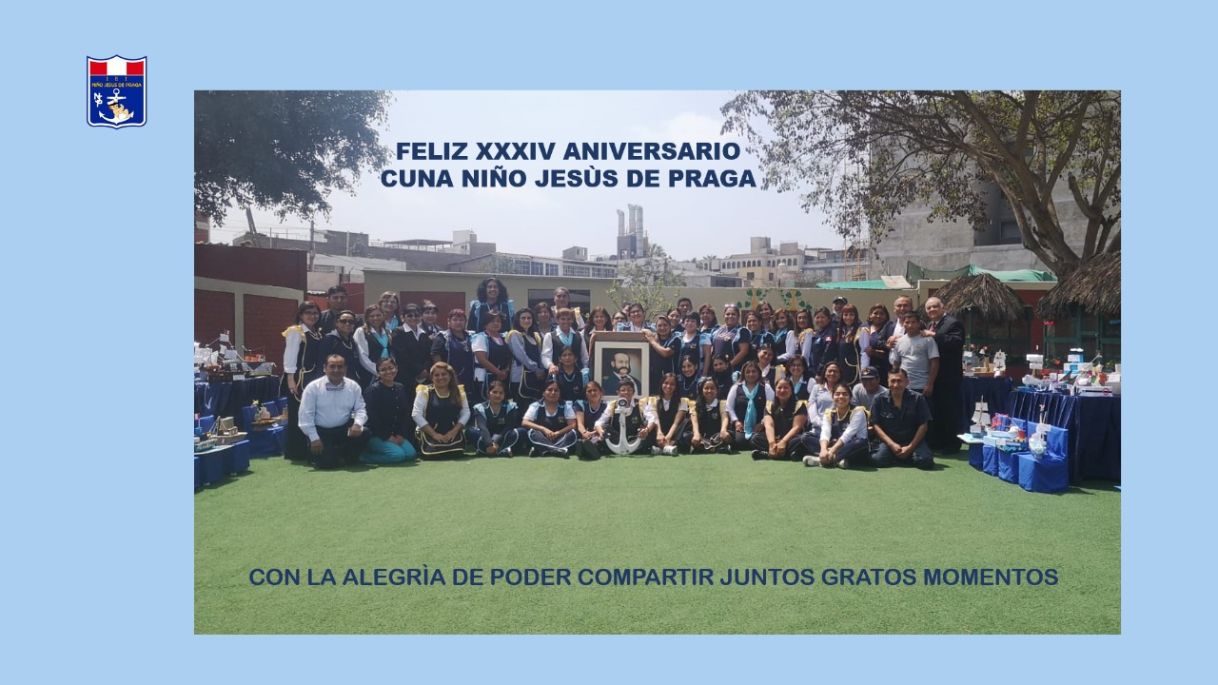 NIÑO JESUS DE PRAGA
FELIZ XXXIV ANIVERSARIO
CUNA NIÑO JESÙS DE PRAGA
CON LA ALEGRÌA DE PODER COMPARTIR JUNTOS GRATOS MOMENTOS